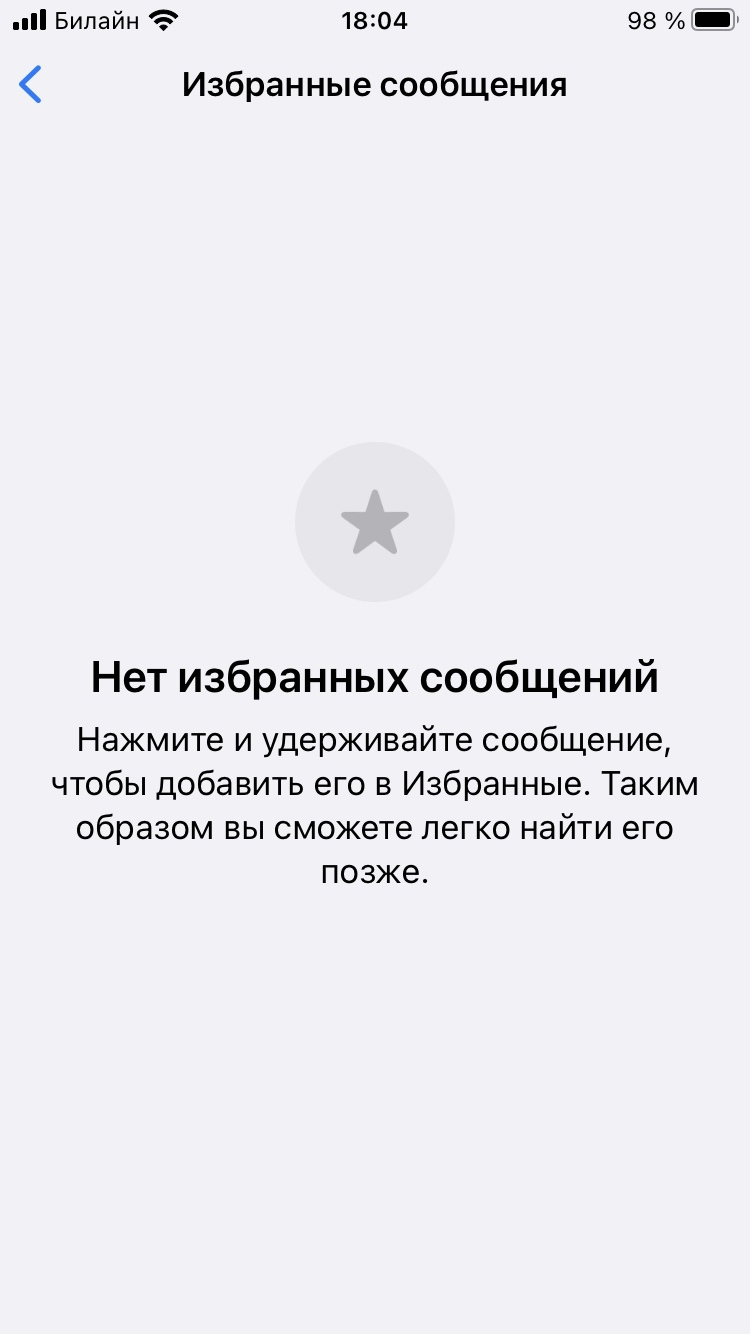 Билайн 18:04 98 %
Избранные сообщения
Нет избранных сообщений
Нажмите и удерживайте сообщение,
чтобы добавить его в Избранные. Таким
образом вы сможете легко найти его
позже.